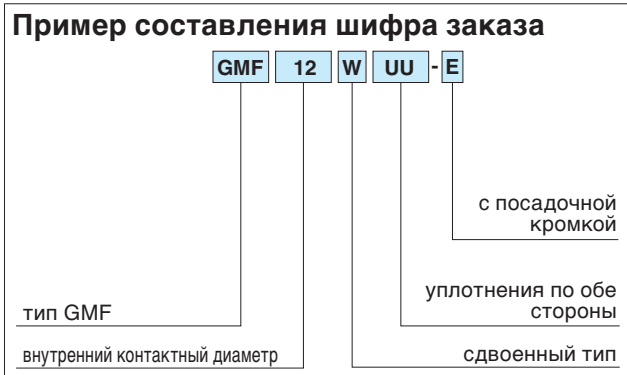 Пример составления шифра заказа
GMF 12 W UU - E
с посадочной
кромкой
уплотнения по обе
стороны
тип GMF
внутренний контактный диаметр
сдвоенный тип